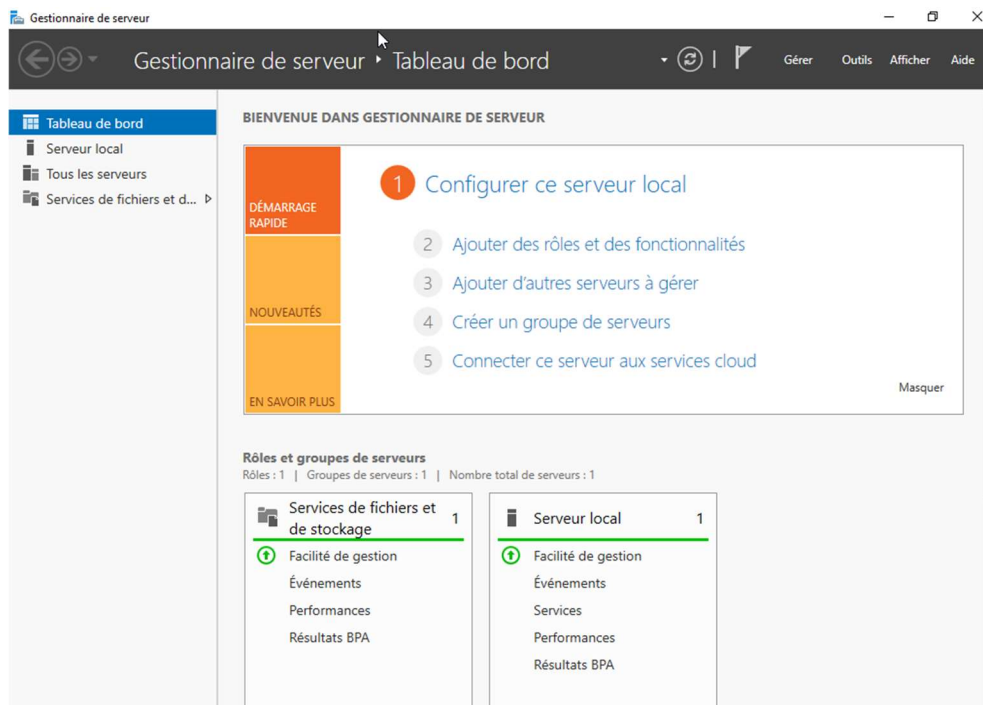 Gestionnaire de serveur
Gestionnaire de serveur ‣ Tableau de bord
Gérer Outils Afficher Aide
Tableau de bord
Serveur local
Tous les serveurs
Services de fichiers et d...
BIENVENUE DANS GESTIONNAIRE DE SERVEUR
DÉMARRAGE
RAPIDE
NOUVEAUTÉS
EN SAVOIR PLUS
1 Configurer ce serveur local
2 Ajouter des rôles et des fonctionnalités
3 Ajouter d'autres serveurs à gérer
4 Créer un groupe de serveurs
5 Connecter ce serveur aux services cloud
Masquer
Rôles et groupes de serveurs
Rôles : 1 | Groupes de serveurs : 1 | Nombre total de serveurs : 1
Services de fichiers et
de stockage 1
Facilité de gestion
Événements
Performances
Résultats BPA
Serveur local 1
Facilité de gestion
Événements
Services
Performances
Résultats BPA